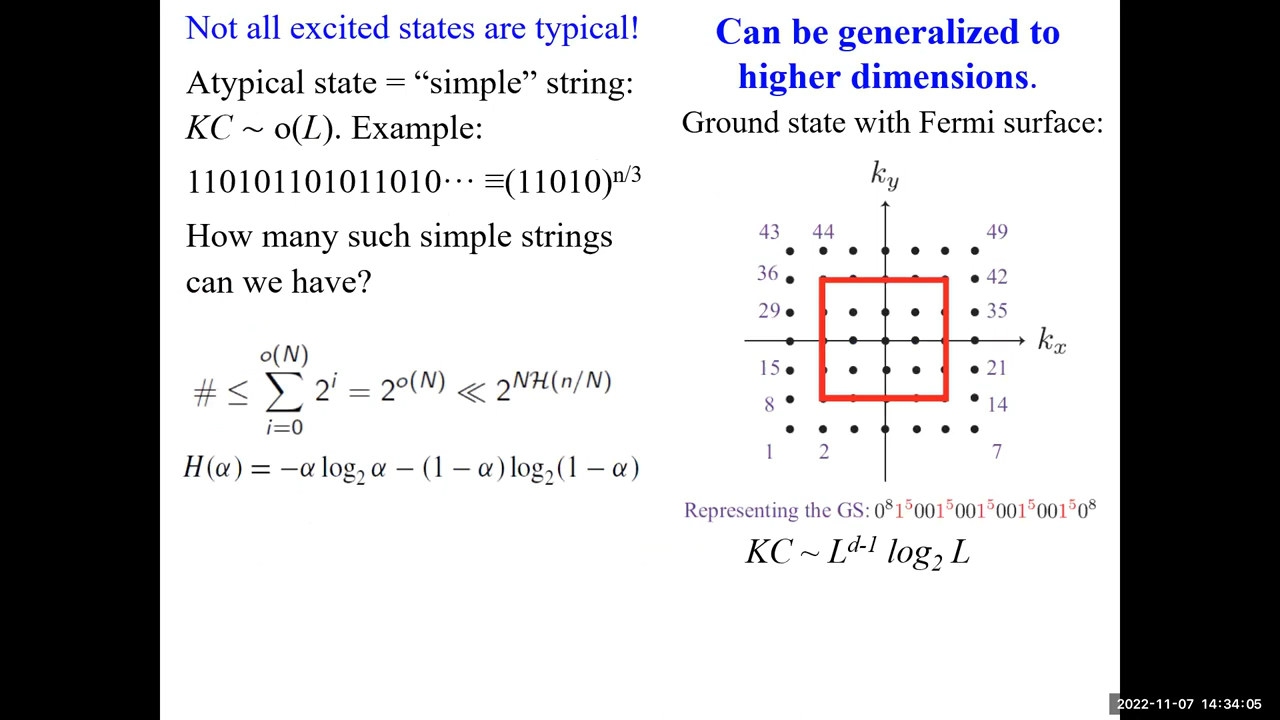 Not all excited states are typical!
Atypical state = “simple” string:
KC ~ o(L). Example:
110101101011010··· ≡(11010)ⁿᐟ³
How many such simple strings
can we have?
# ≤ ∑_{i=0}^{o(N)} 2^i = 2^{o(N)} ≪ 2^{Nℋ(n/N)}
H(α) = −α log₂ α − (1 − α) log₂(1 − α)
Can be generalized to
higher dimensions.
Ground state with Fermi surface:
k_y
43 44 49
36 42
29 35
k_x
15 21
8 14
1 2 7
Representing the GS: 0⁸1⁵001⁵001⁵001⁵001⁵0⁸
KC ~ L^{d-1} log₂ L
2022-11-07 14:34:05